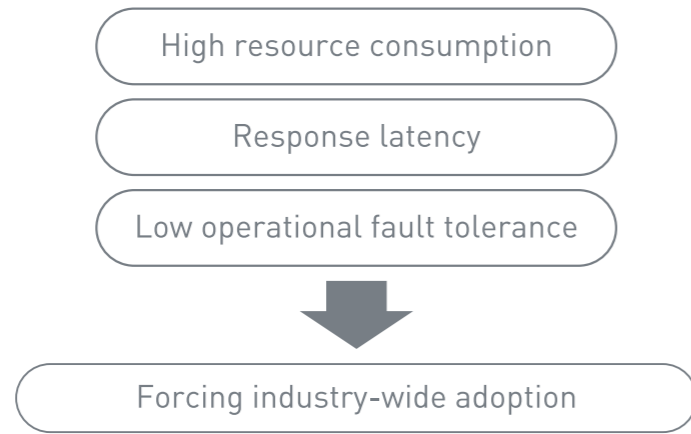 High resource consumption
Response latency
Low operational fault tolerance
Forcing industry-wide adoption